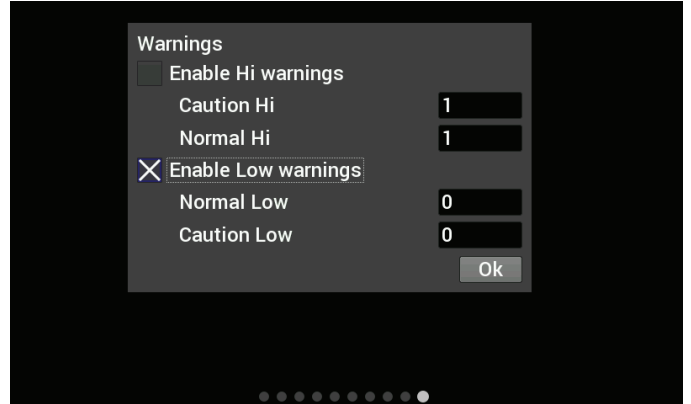 Warnings
Enable Hi warnings
Caution Hi 1
Normal Hi 1
Enable Low warnings
Normal Low 0
Caution Low 0
Ok